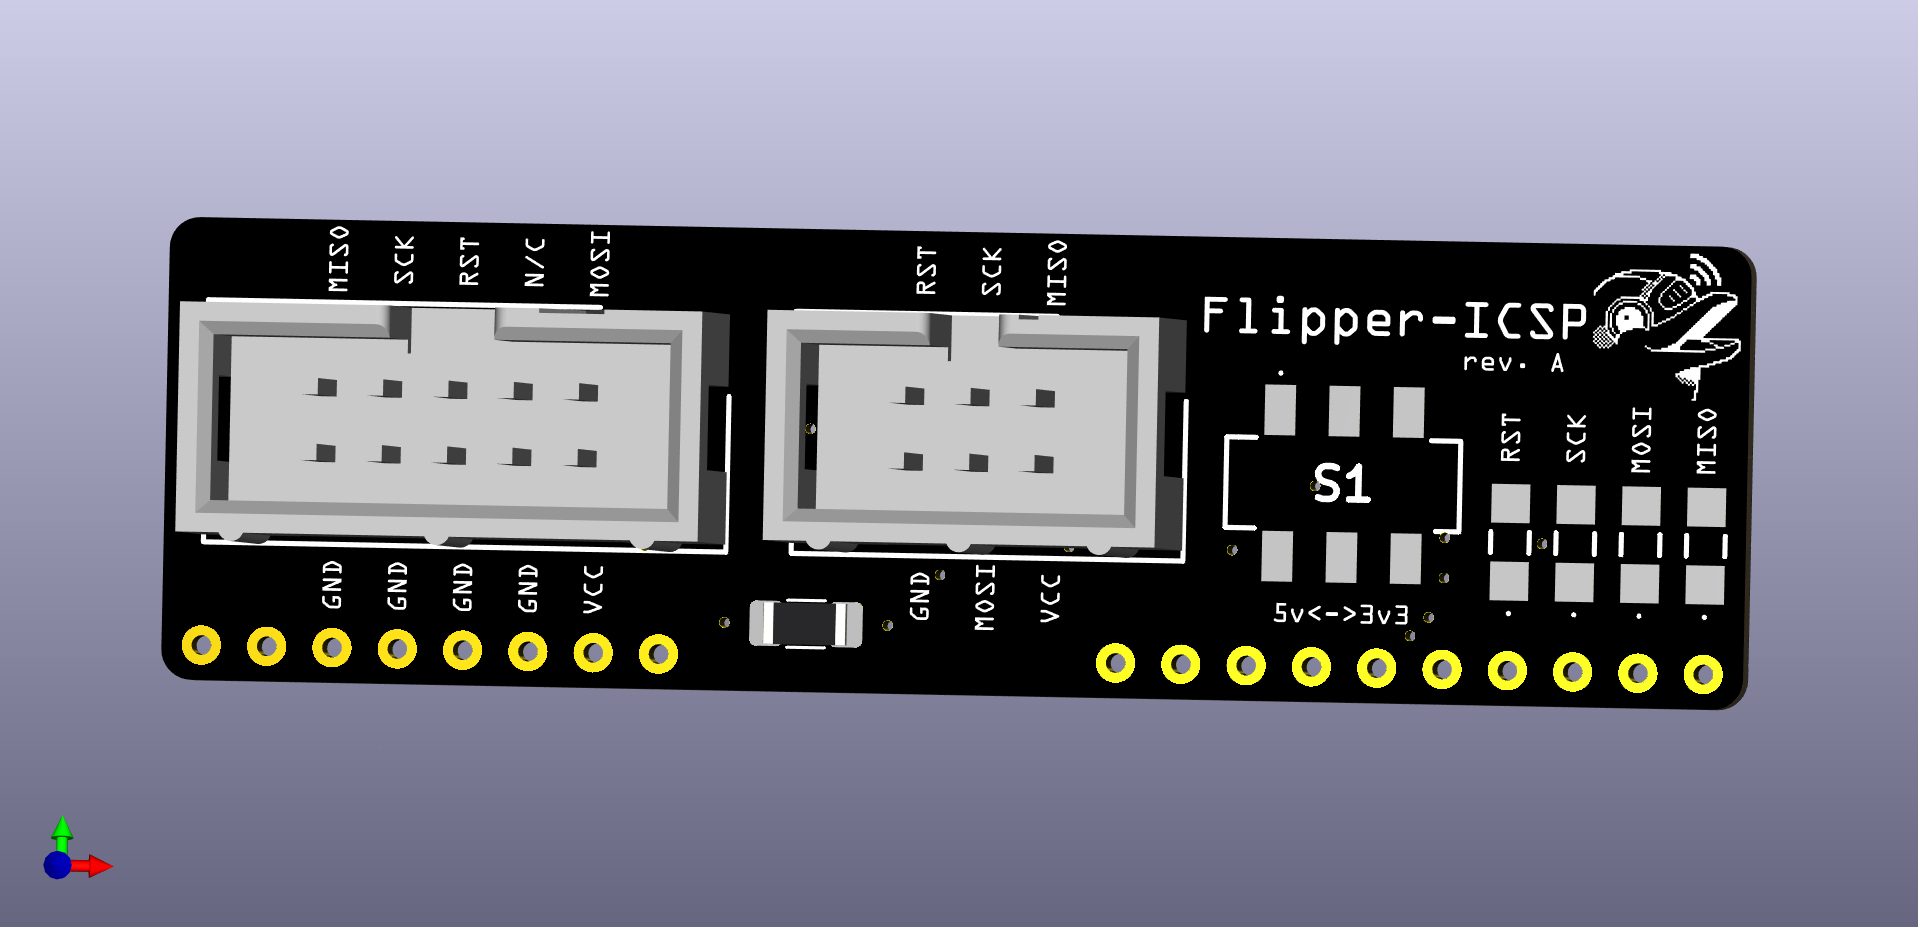 MISO SCK RST N/C MOSI
RST SCK MISO
Flipper-ICSP
rev. A
RST SCK MOSI MISO
S1
GND GND GND GND VCC
GND MOSI VCC
5v<->3v3